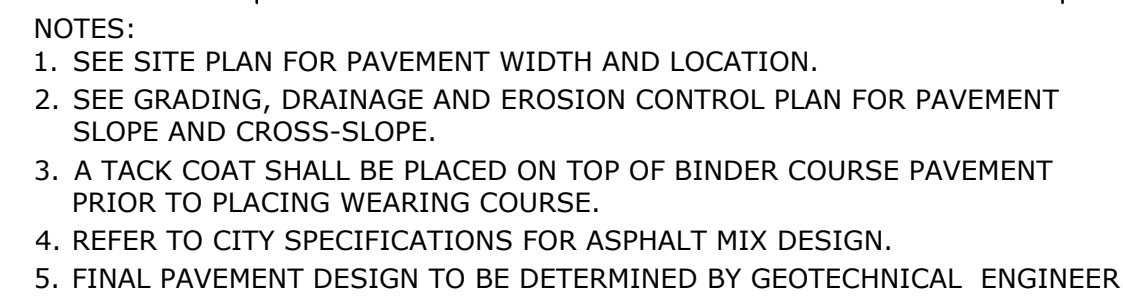 NOTES:
1. SEE SITE PLAN FOR PAVEMENT WIDTH AND LOCATION.
2. SEE GRADING, DRAINAGE AND EROSION CONTROL PLAN FOR PAVEMENT
SLOPE AND CROSS-SLOPE.
3. A TACK COAT SHALL BE PLACED ON TOP OF BINDER COURSE PAVEMENT
PRIOR TO PLACING WEARING COURSE.
4. REFER TO CITY SPECIFICATIONS FOR ASPHALT MIX DESIGN.
5. FINAL PAVEMENT DESIGN TO BE DETERMINED BY GEOTECHNICAL  ENGINEER